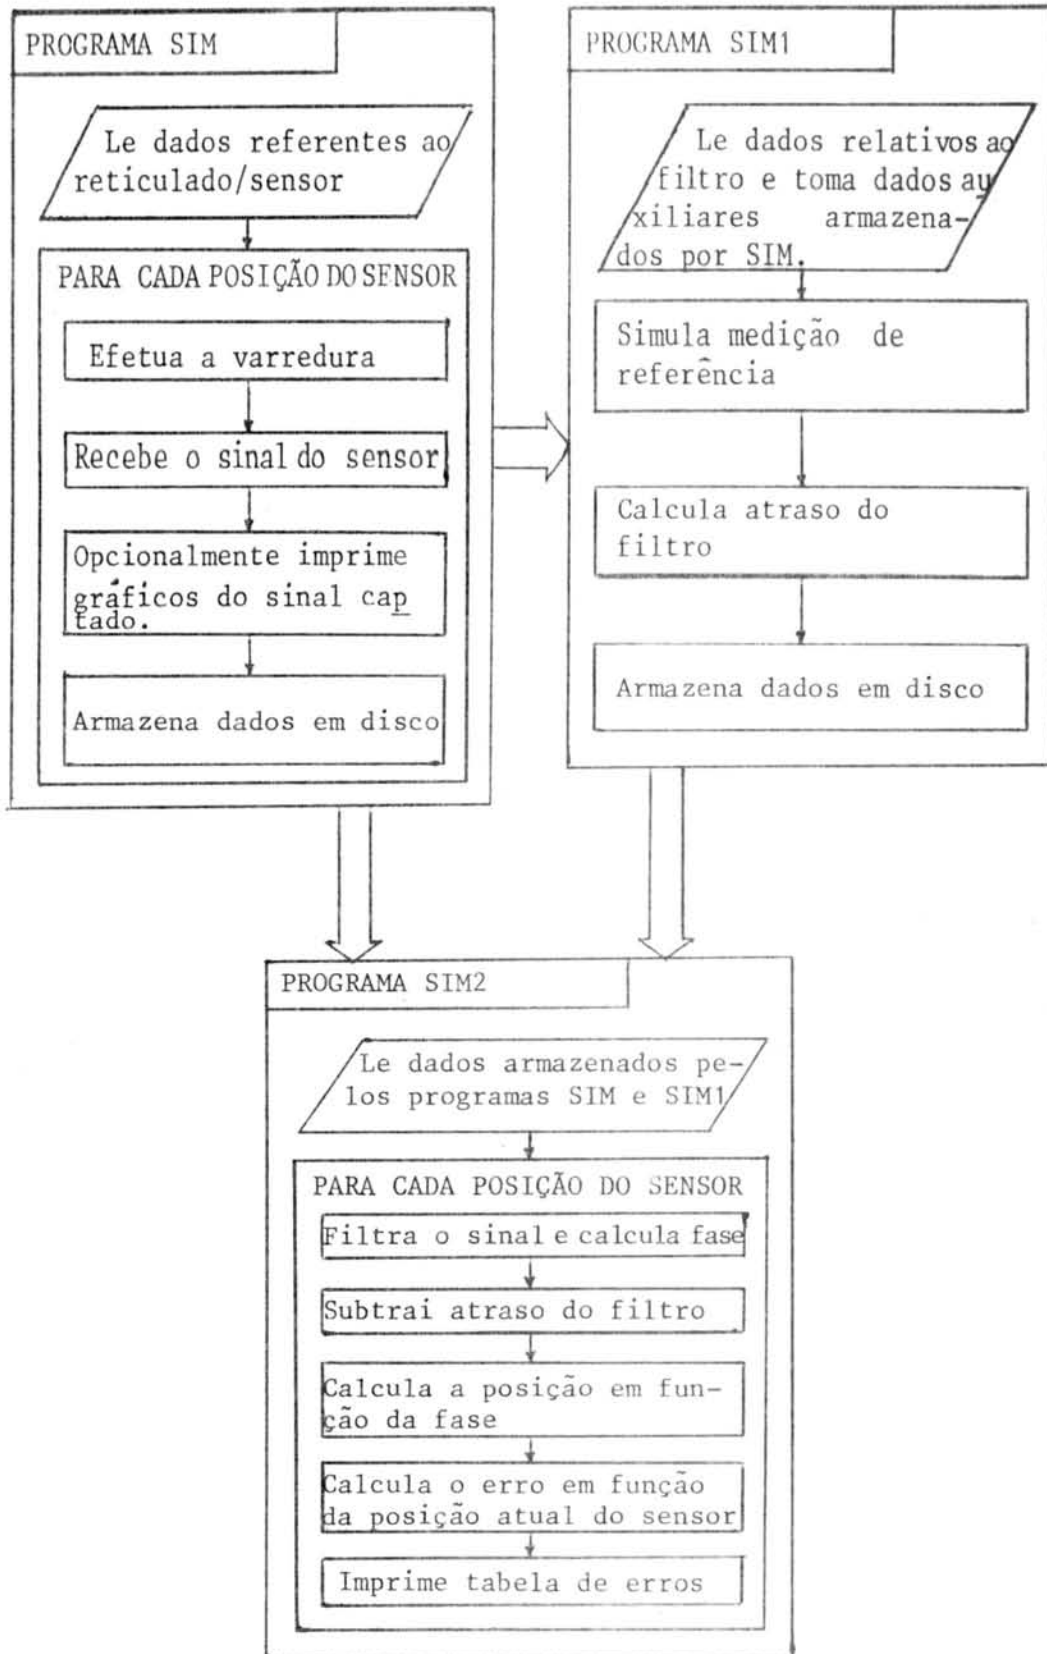 PROGRAMA SIM
Le dados referentes ao
reticulado/sensor
PARA CADA POSIÇÃO DO SENSOR
Efetua a varredura
Recebe o sinal do sensor
Opcionalmente imprime
gráficos do sinal cap
tado.
Armazena dados em disco
PROGRAMA SIM1
Le dados relativos ao
filtro e toma dados au
xiliares armazena-
dos por SIM.
Simula medição de
referência
Calcula atraso do
filtro
Armazena dados em disco
PROGRAMA SIM2
Le dados armazenados pe-
los programas SIM e SIM1
PARA CADA POSIÇÃO DO SENSOR
Filtra o sinal e calcula fase
Subtrai atraso do filtro
Calcula a posição em fun-
ção da fase
Calcula o erro em função
da posição atual do sensor
Imprime tabela de erros